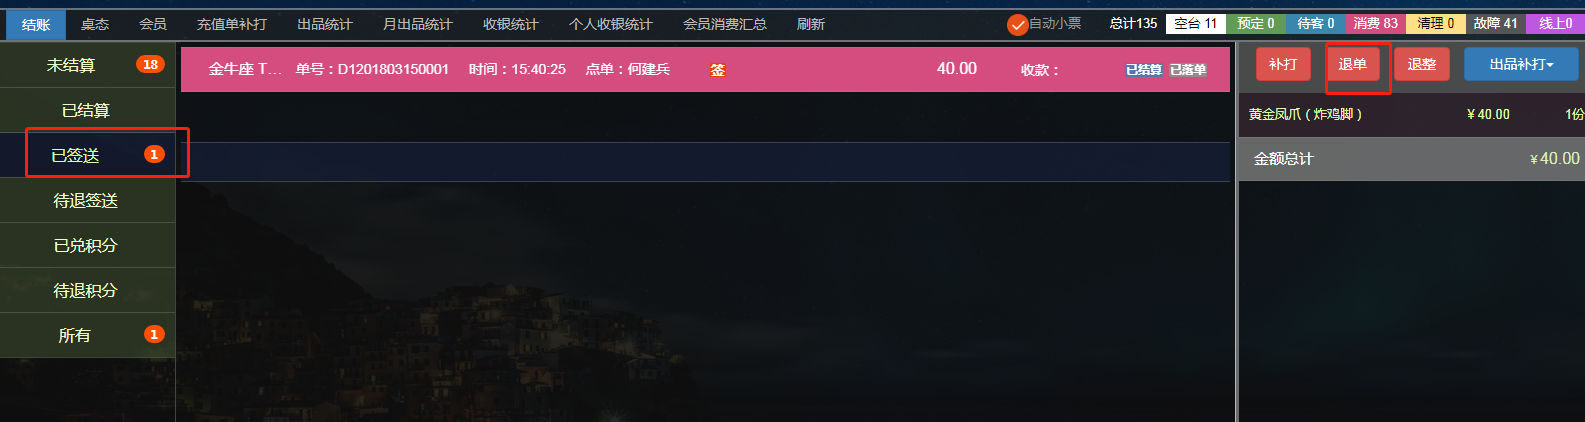 结账 桌态 会员 充值单补打 出品统计 月出品统计 收银统计 个人收银统计 会员消费汇总 刷新 自动小票 总计135 空台 11 预定 0 待客 0 消费 83 清理 0 故障 41 线上0
未结算 18
已结算
已签送 1
待退签送
已兑积分
待退积分
所有 1
金牛座 T... 单号：D1201803150001 时间：15:40:25 点单：何建兵 签 40.00 收款： 已结算 已落单
补打 退单 退整 出品补打
黄金凤爪（炸鸡脚） ￥40.00 1份
金额总计 ￥40.00